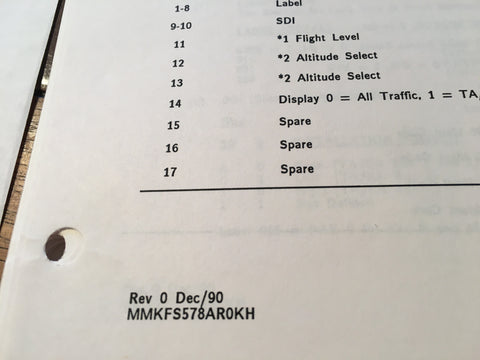 1-8 Label
9-10 SDI
11 *1 Flight Level
12 *2 Altitude Select
13 *2 Altitude Select
14 Display 0 = All Traffic, 1 = TA
15 Spare
16 Spare
17 Spare
Rev 0 Dec/90
MMKFS578AR0KH